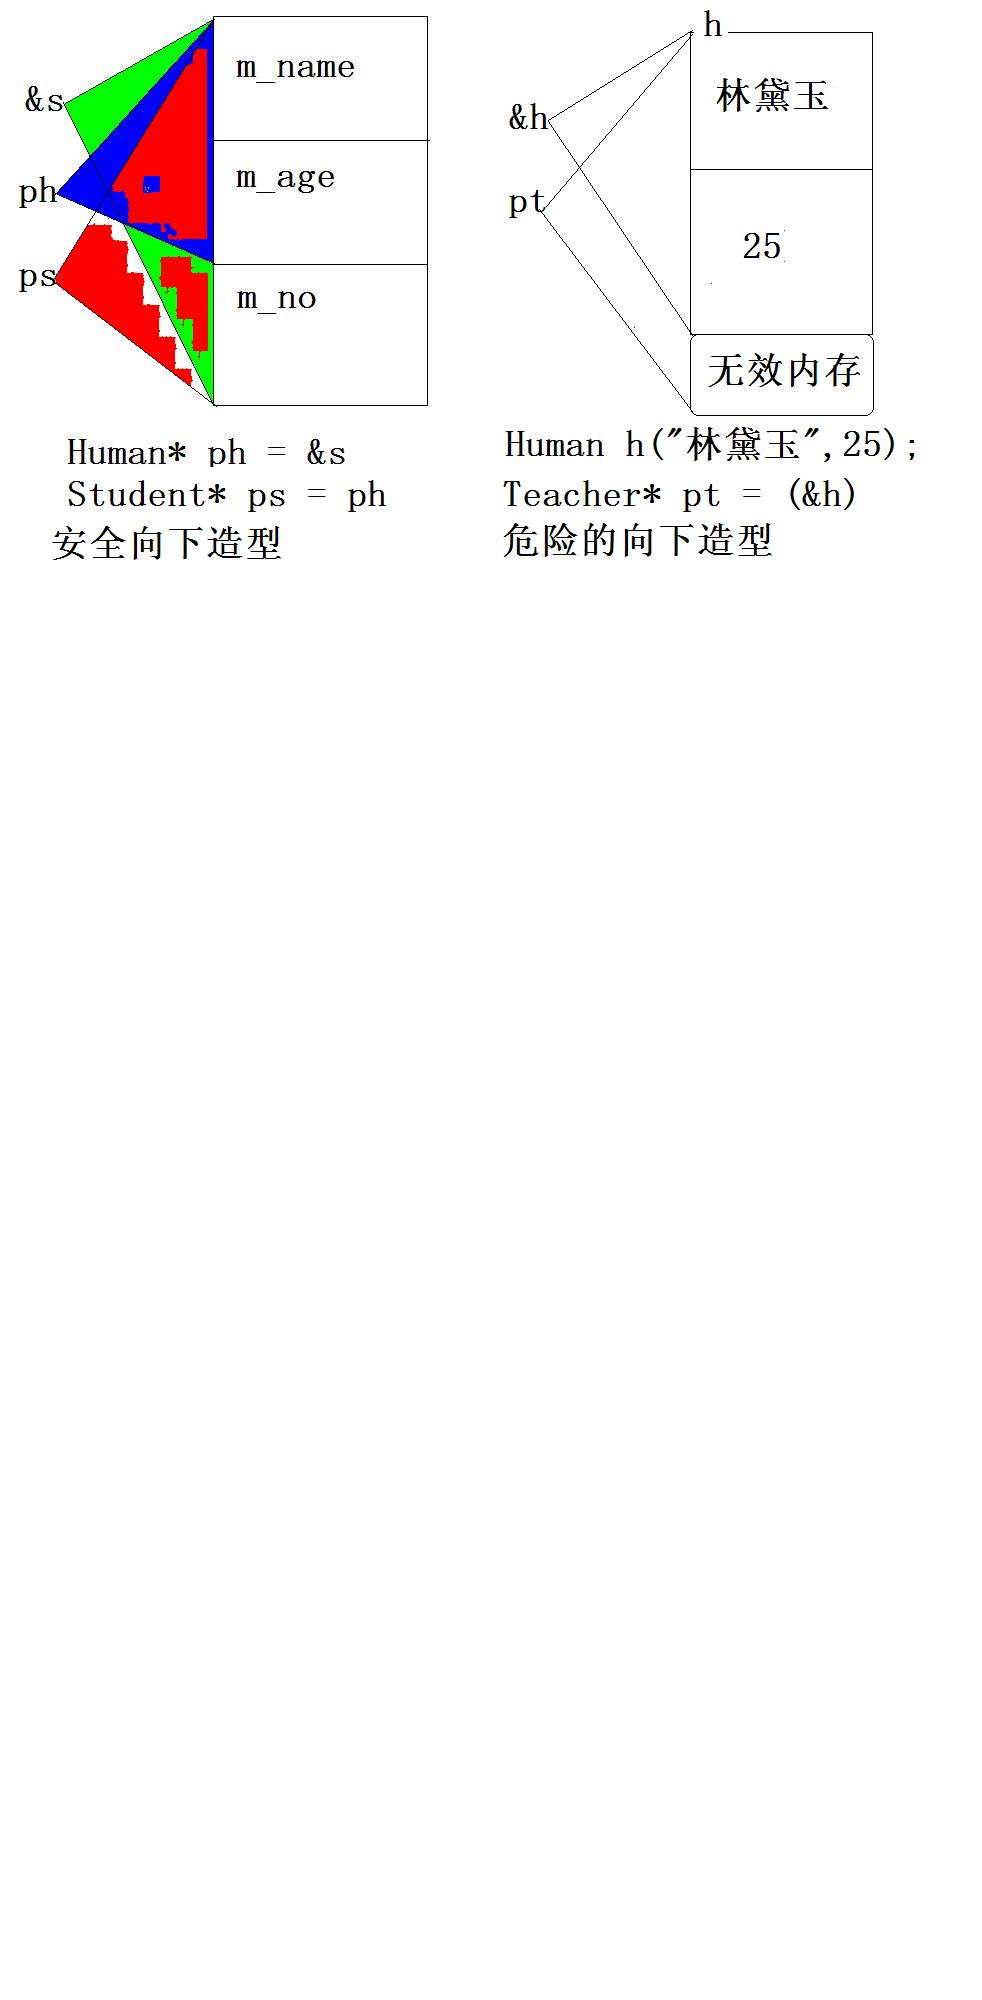 &s
ph
ps
m_name
m_age
m_no
Human* ph = &s
Student* ps = ph
安全向下造型
h
&h
pt
林黛玉
25
无效内存
Human h("林黛玉",25);
Teacher* pt = (&h)
危险的向下造型